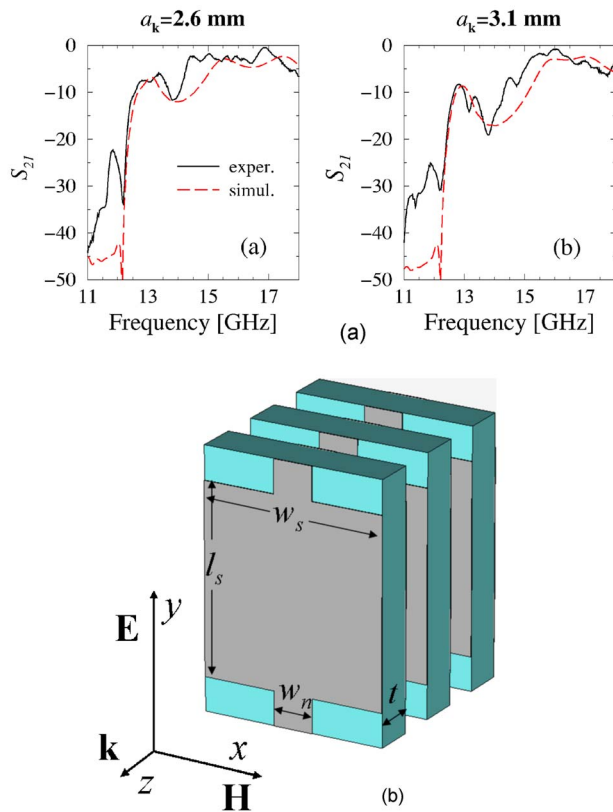 a_k=2.6 mm
a_k=3.1 mm
0
-10
-20
-30
-40
-50
S_21
exper.
simul.
(a)
11 13 15 17
Frequency [GHz]
0
-10
-20
-30
-40
-50
S_21
(b)
11 13 15 17
Frequency [GHz]
(a)
w_s
l_s
E
y
w_n
t
k
z
x
H
(b)